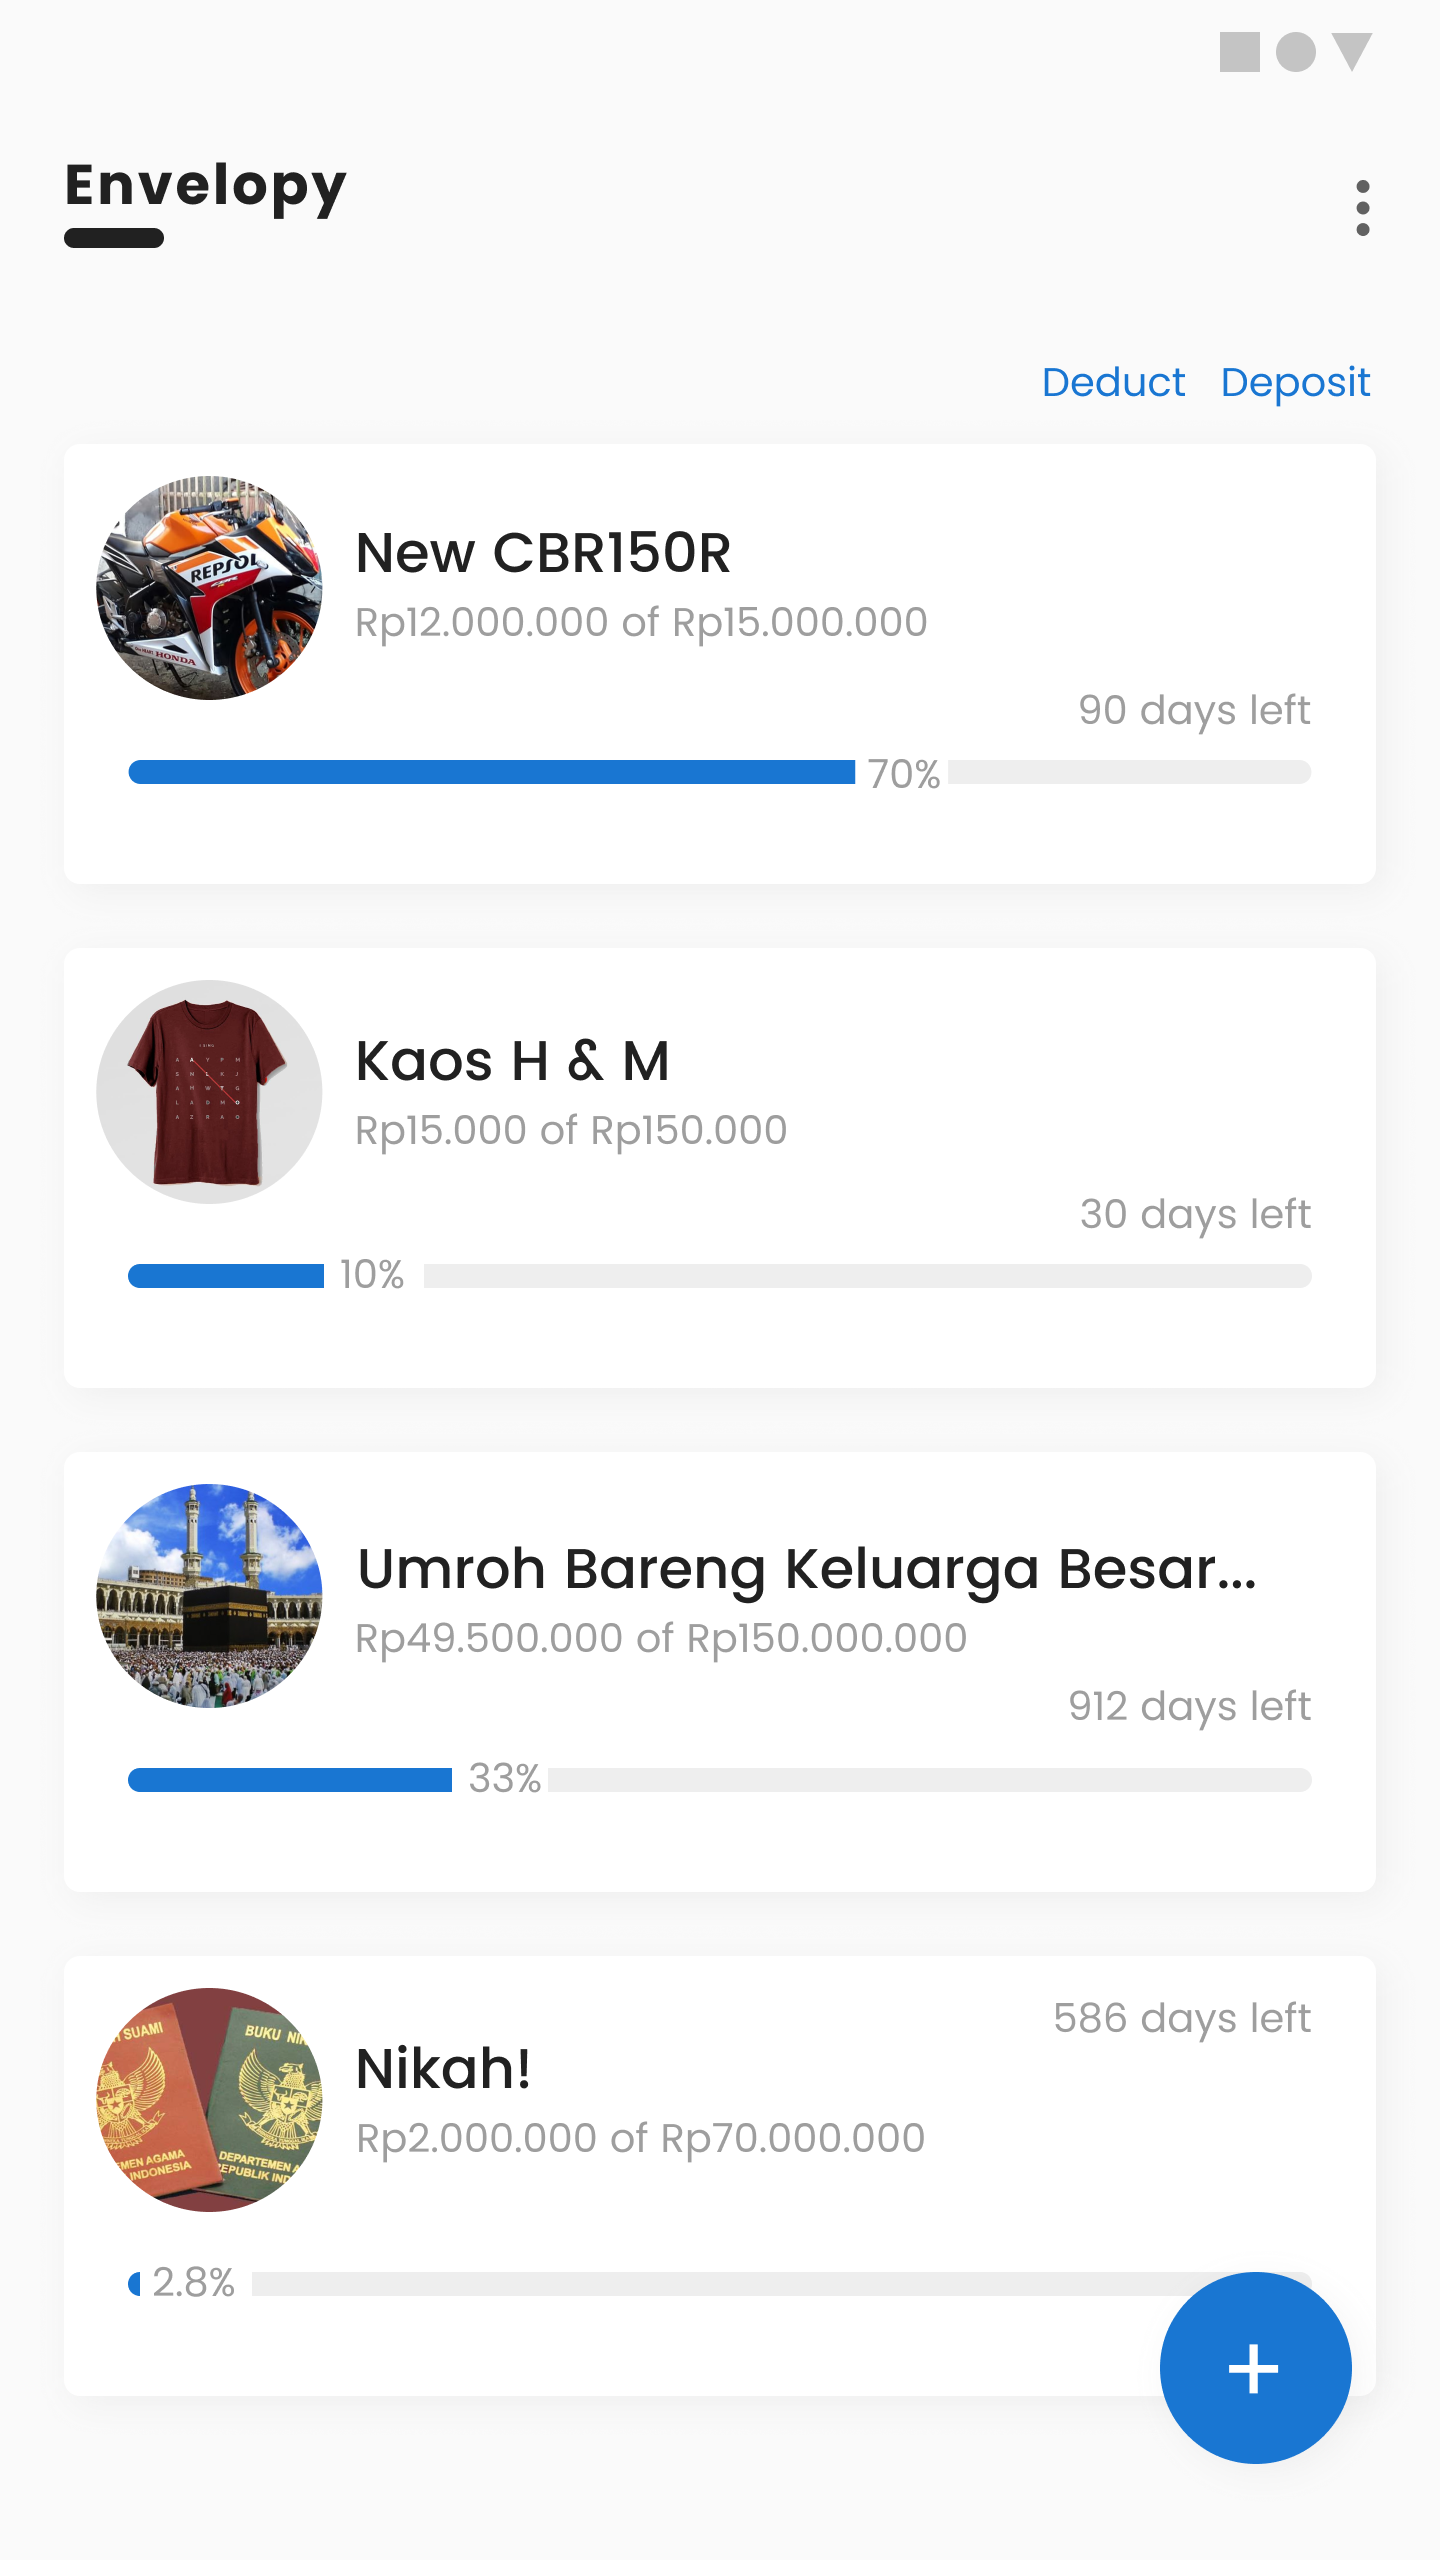 Envelopy
Deduct Deposit
REPSOL
HONDA
New CBR150R
Rp12.000.000 of Rp15.000.000
90 days left
70%
A A Y P M
S N L K J
A H W T G
L A D M O
A Z R A O
Kaos H & M
Rp15.000 of Rp150.000
30 days left
10%
Umroh Bareng Keluarga Besar...
Rp49.500.000 of Rp150.000.000
912 days left
33%
586 days left
SUAMI
BUKU NI
Nikah!
Rp2.000.000 of Rp70.000.000
EMEN AGAMA
INDONESIA
DEPARTEMEN A
REPUBLIK IND
2.8%
+